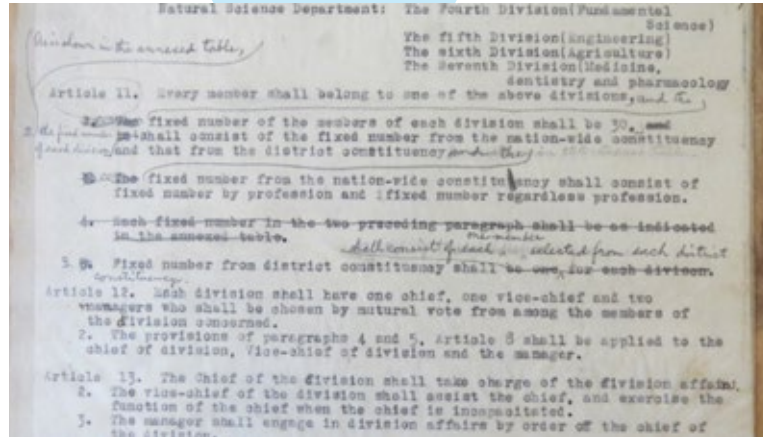 Natural Science Department: The Fourth Division(Fundamental
Science)
The fifth Division(Engineering)
The sixth Division(Agriculture)
The Seventh Division(Medicine,
dentistry and pharmacology
in the annexed table,
Article 11. Every member shall belong to one of the above divisions, and the
fixed number of the members of each division shall be 30. and
2. the fixed number of each division shall consist of the fixed number from the nation-wide constituency
and that from the district constituency and the
The fixed number from the nation-wide constituency shall consist of
fixed number by profession and fixed number regardless profession.
4. Each fixed number in the two preceding paragraph shall be as indicated
in the annexed table.
shall consist of each one member selected from each district
3. Fixed number from district constituency shall be one, for each divison.
constituency.
Article 12. Each division shall have one chief, one vice-chief and two
managers who shall be chosen by mutural vote from among the members of
the division concerned.
2. The provisions of paragraphs 4 and 5, Article 8 shall be applied to the
chief of division, Vice-chief of division and the manager.
Article 13. The Chief of the division shall take charge of the division affairs.
2. The vice-chief of the division shall assist the chief, and exercise the
function of the chief when the chief is incapacitated.
3. The manager shall engage in division affairs by order of the chief of
the division.